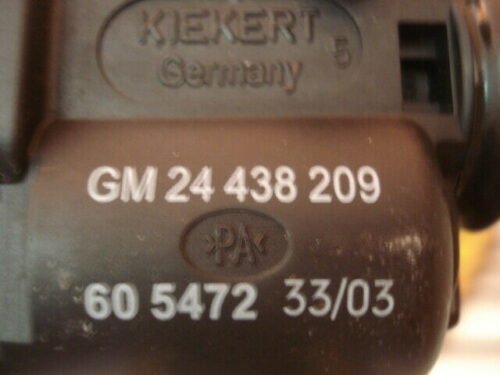 KIEKERT
5
Germany
GM 24 438 209
>PA<
60 5472 33/03